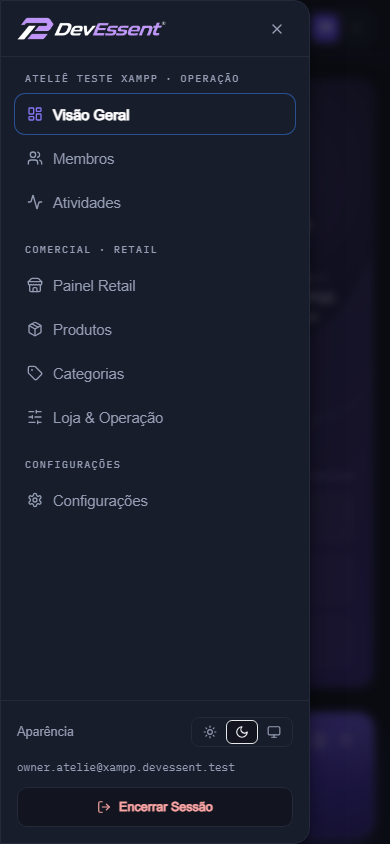 DevEssent®
ATELIÊ TESTE XAMPP · OPERAÇÃO
Visão Geral
Membros
Atividades
COMERCIAL · RETAIL
Painel Retail
Produtos
Categorias
Loja & Operação
CONFIGURAÇÕES
Configurações
Aparência
owner.atelie@xampp.devessent.test
Encerrar Sessão